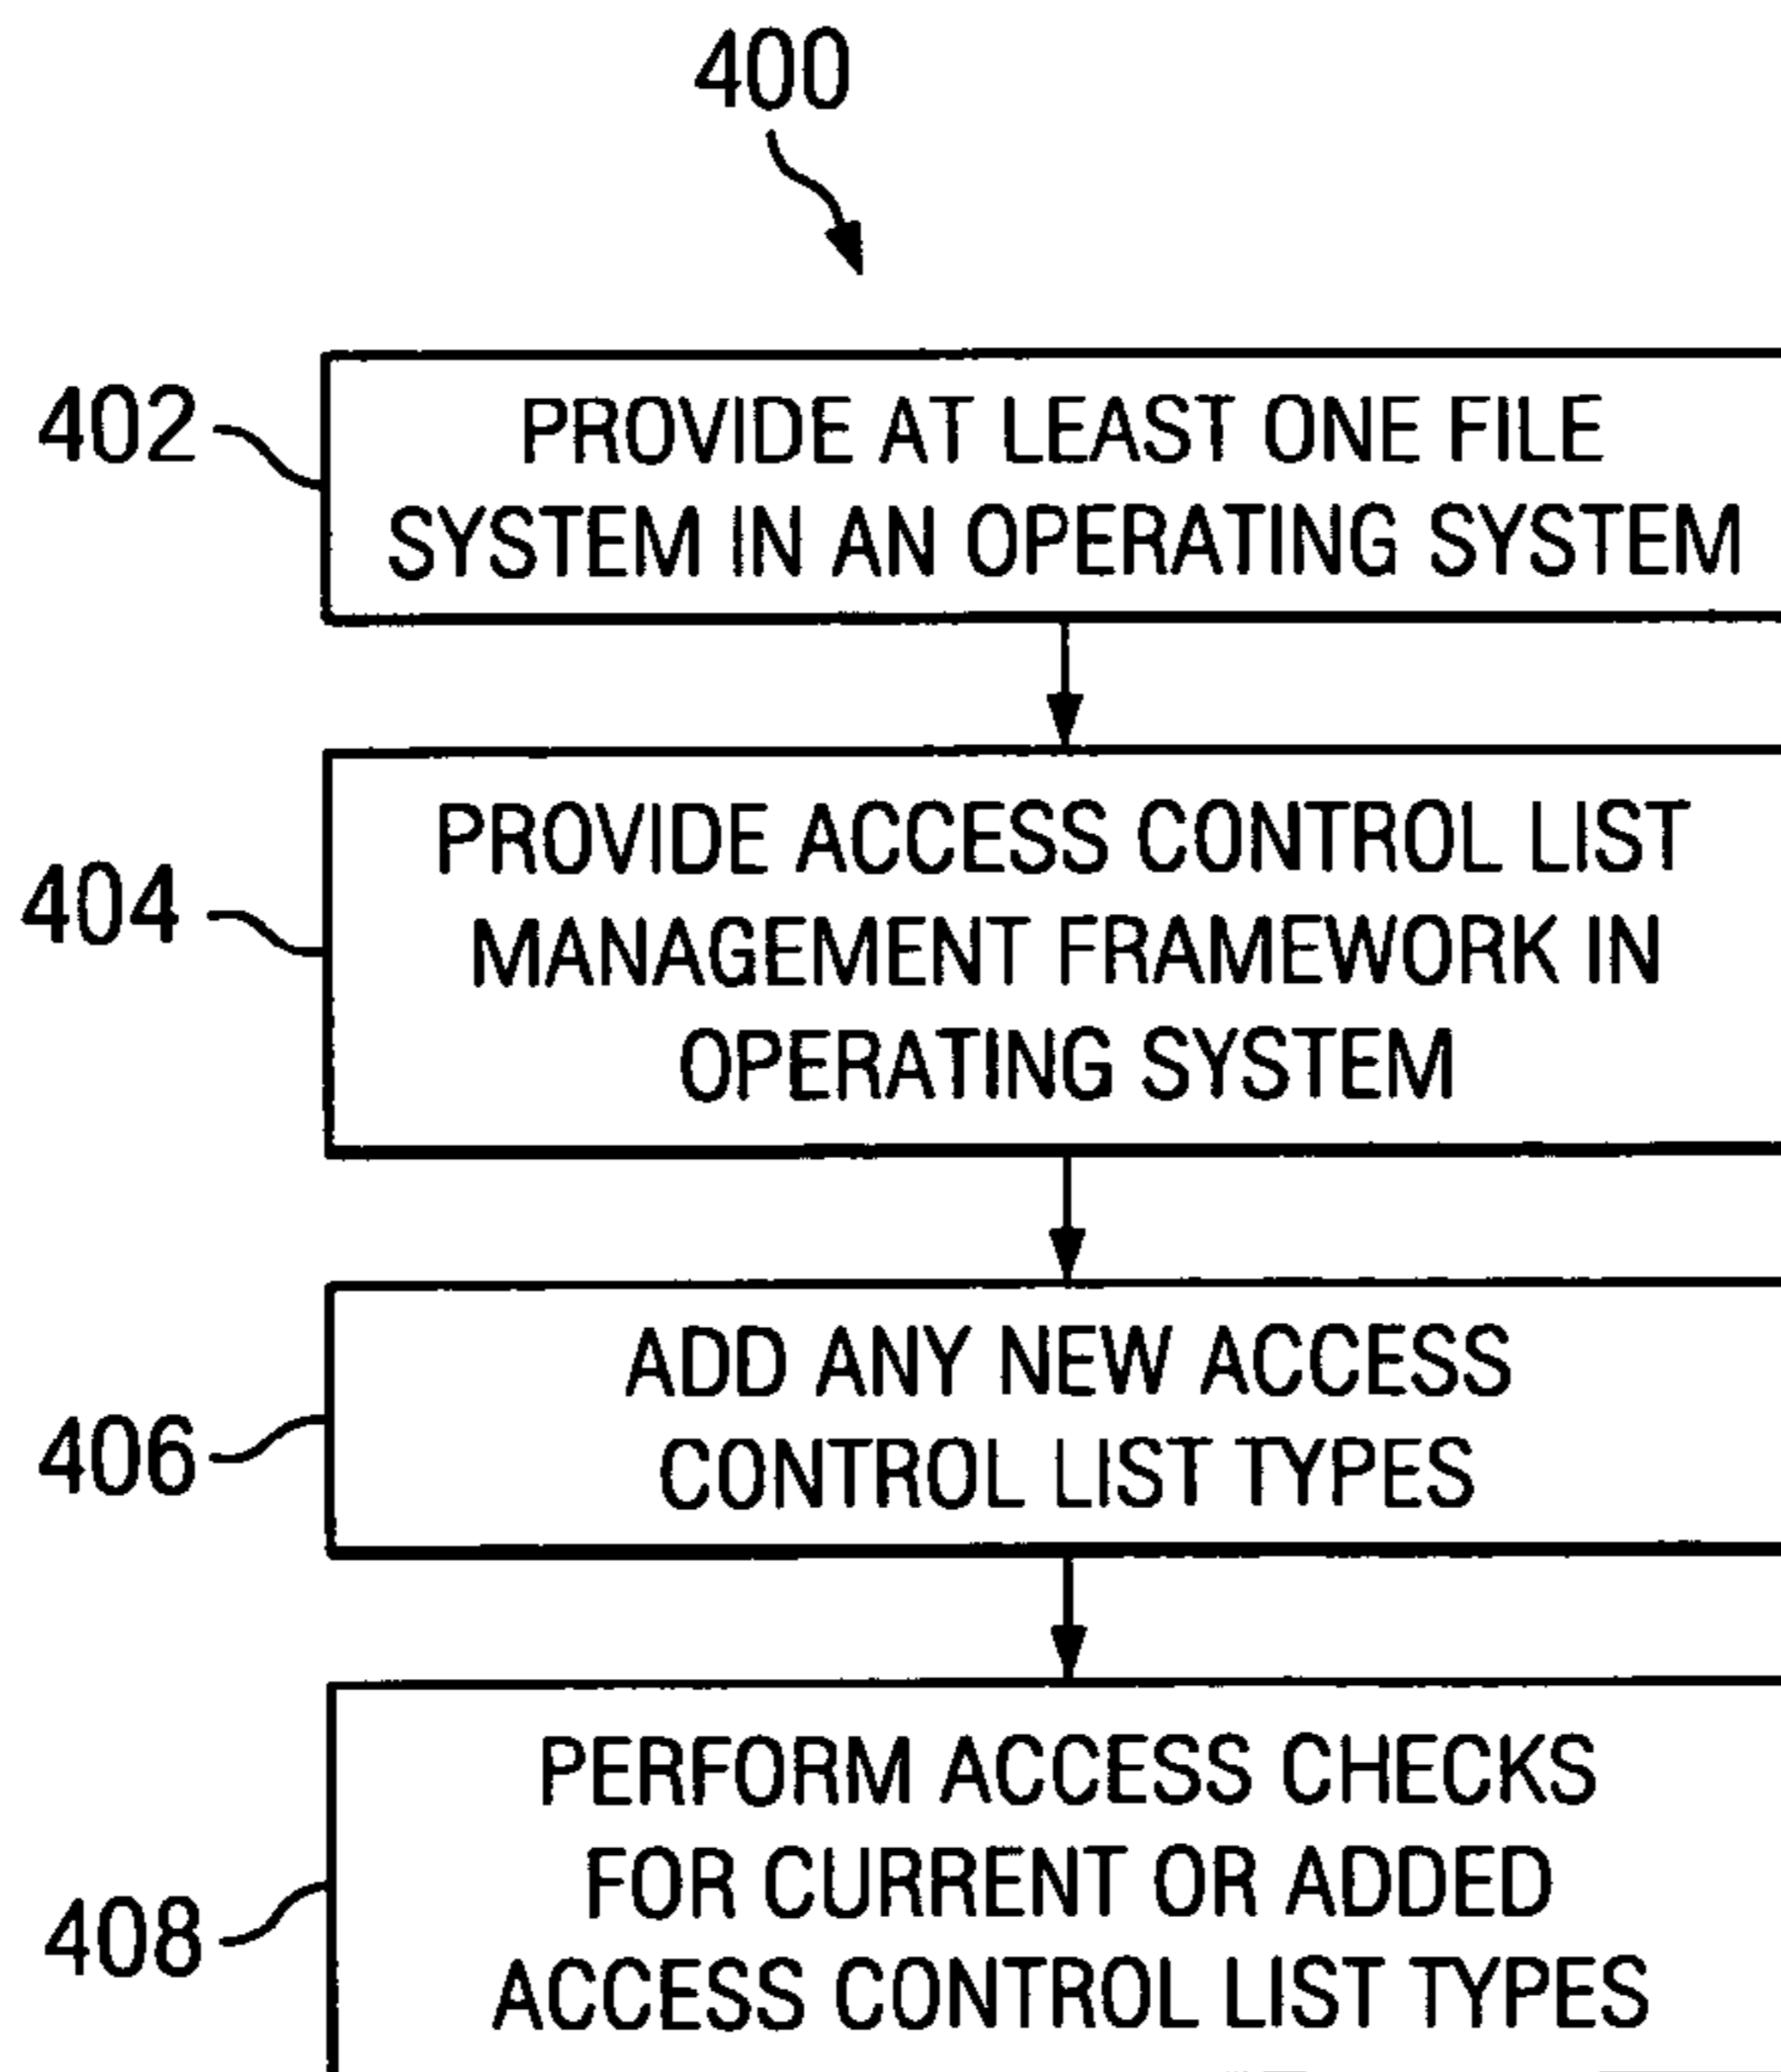 400
402
PROVIDE AT LEAST ONE FILE
SYSTEM IN AN OPERATING SYSTEM
404
PROVIDE ACCESS CONTROL LIST
MANAGEMENT FRAMEWORK IN
OPERATING SYSTEM
406
ADD ANY NEW ACCESS
CONTROL LIST TYPES
408
PERFORM ACCESS CHECKS
FOR CURRENT OR ADDED
ACCESS CONTROL LIST TYPES